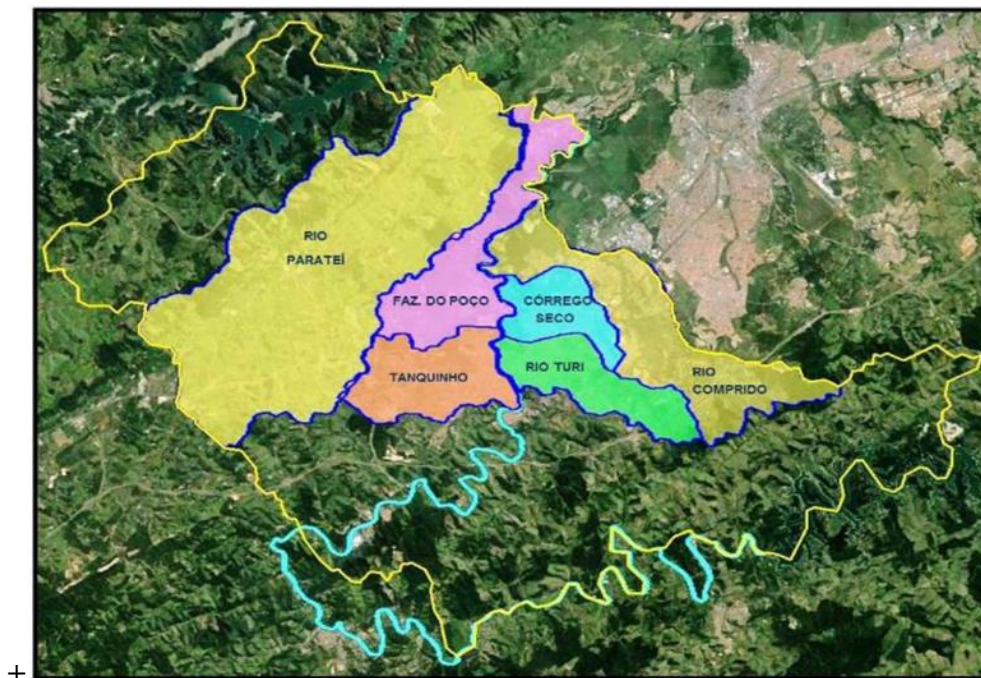 RIO
PARATEÍ
FAZ. DO POÇO
CÓRREGO
SECO
TANQUINHO
RIO TURI
RIO
COMPRIDO